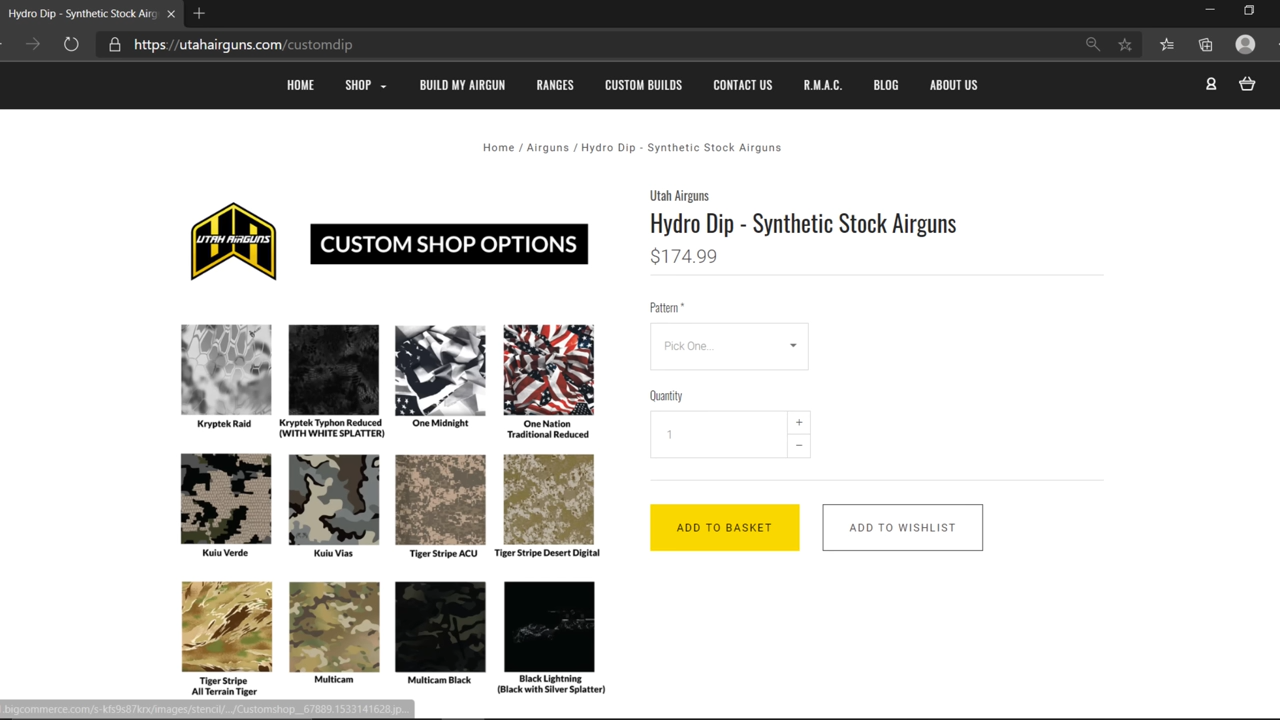 Hydro Dip - Synthetic Stock Airg
https://utahairguns.com/customdip
HOME SHOP BUILD MY AIRGUN RANGES CUSTOM BUILDS CONTACT US R.M.A.C. BLOG ABOUT US
Home / Airguns / Hydro Dip - Synthetic Stock Airguns
UTAH AIRGUNS
CUSTOM SHOP OPTIONS
Utah Airguns
Hydro Dip - Synthetic Stock Airguns
$174.99
Pattern *
Pick One...
Quantity
1
+
−
ADD TO BASKET ADD TO WISHLIST
Kryptek Raid
Kryptek Typhon Reduced
(WITH WHITE SPLATTER)
One Midnight
One Nation
Traditional Reduced
Kuiu Verde
Kuiu Vias
Tiger Stripe ACU
Tiger Stripe Desert Digital
Tiger Stripe
All Terrain Tiger
Multicam
Multicam Black
Black Lightning
(Black with Silver Splatter)
.bigcommerce.com/s-kfs9s87krx/images/stencil/.../Customshop__67889.1533141628.jp...